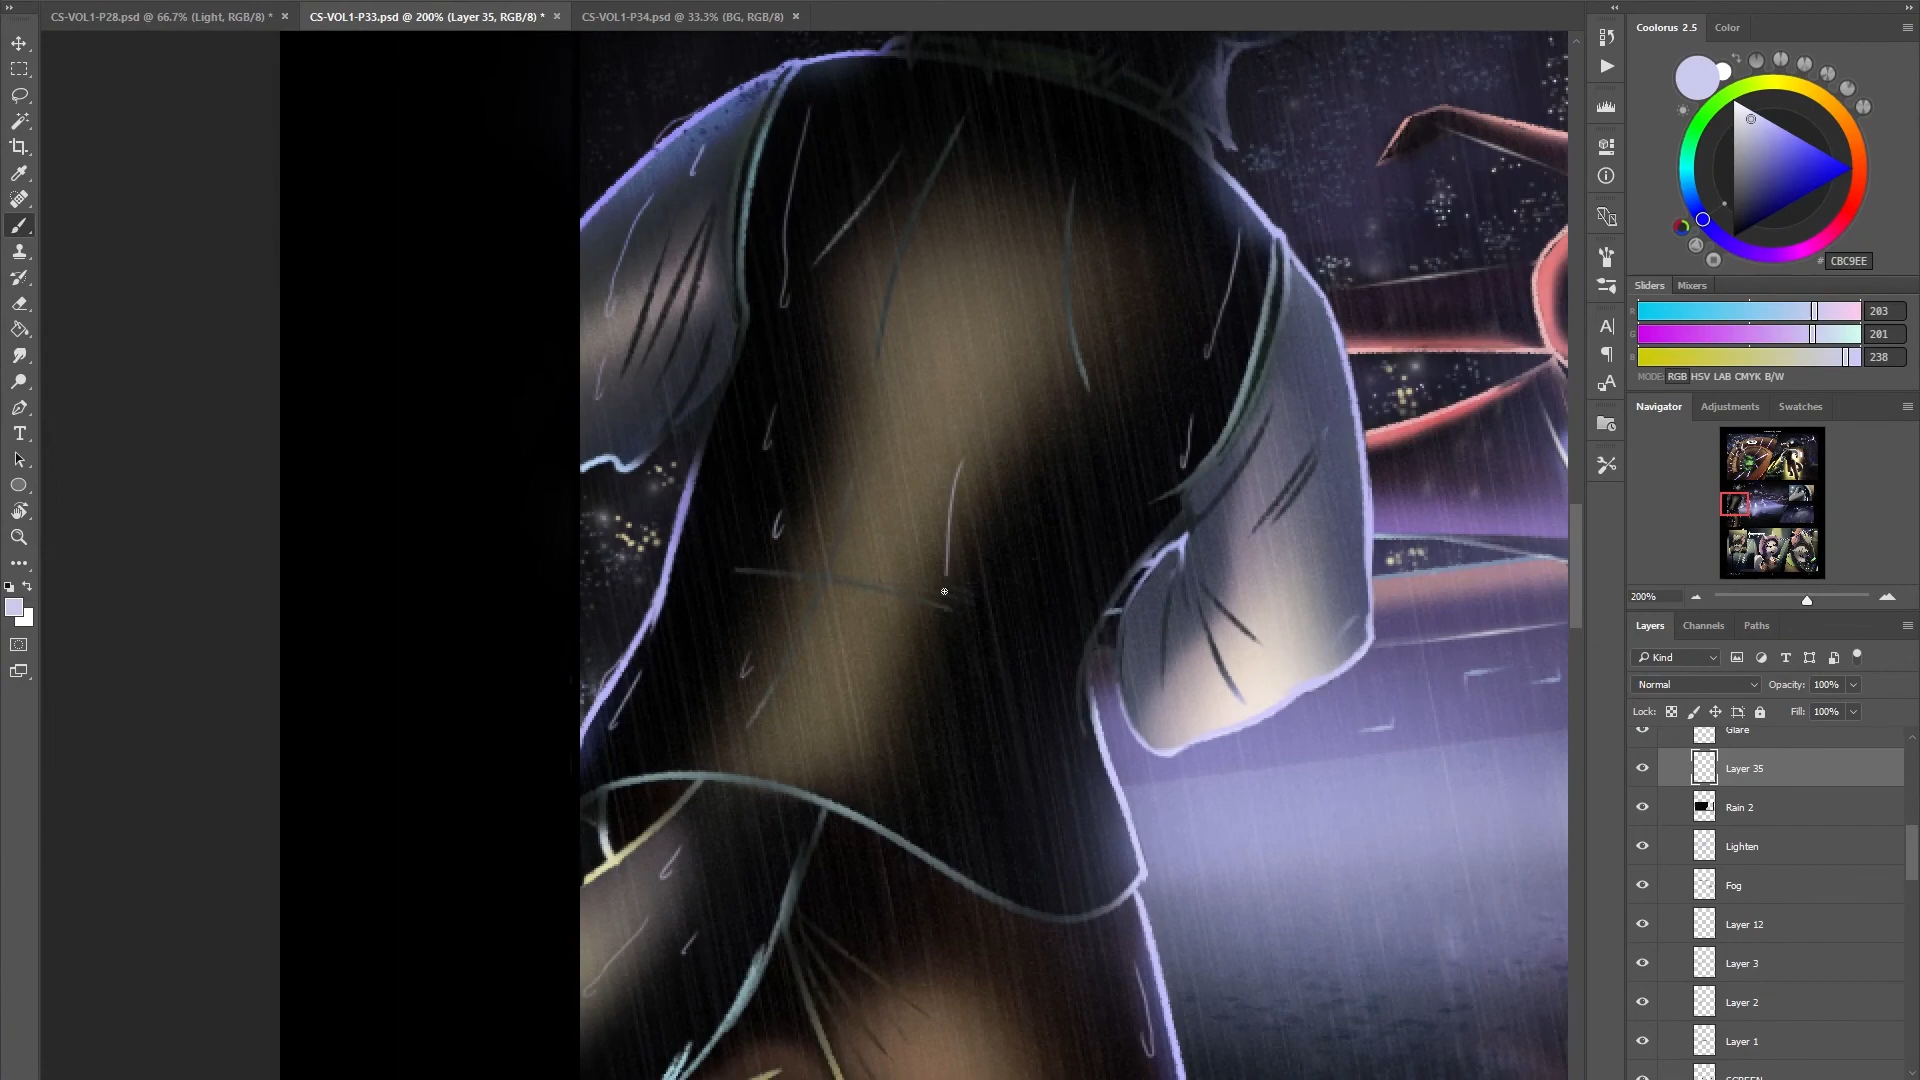 CS-VOL1-P28.psd @ 66.7% (Light, RGB/8) *
CS-VOL1-P33.psd @ 200% (Layer 35, RGB/8) *
CS-VOL1-P34.psd @ 33.3% (BG, RGB/8)
Coolorus 2.5
Color
# CBC9EE
Sliders
Mixers
R
203
G
201
B
238
MODE: RGB HSV LAB CMYK B/W
Navigator
Adjustments
Swatches
200%
Layers
Channels
Paths
Kind
Normal
Opacity: 100%
Lock:
Fill: 100%
Glare
Layer 35
Rain 2
Lighten
Fog
Layer 12
Layer 3
Layer 2
Layer 1
SCREEN